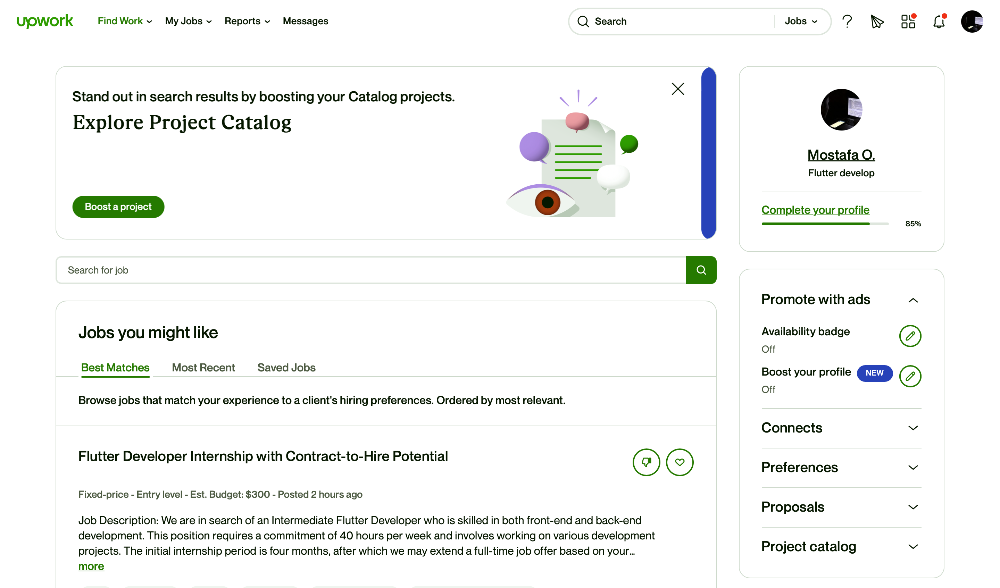 upwork
Find Work
My Jobs
Reports
Messages
Search
Jobs
Stand out in search results by boosting your Catalog projects.
Explore Project Catalog
Boost a project
Mostafa O.
Flutter develop
Complete your profile
85%
Search for job
Jobs you might like
Best Matches
Most Recent
Saved Jobs
Browse jobs that match your experience to a client's hiring preferences. Ordered by most relevant.
Flutter Developer Internship with Contract-to-Hire Potential
Fixed-price - Entry level - Est. Budget: $300 - Posted 2 hours ago
Job Description: We are in search of an Intermediate Flutter Developer who is skilled in both front-end and back-end
development. This position requires a commitment of 40 hours per week and involves working on various development
projects. The initial internship period is four months, after which we may extend a full-time job offer based on your...
more
Promote with ads
Availability badge
Off
Boost your profile NEW
Off
Connects
Preferences
Proposals
Project catalog